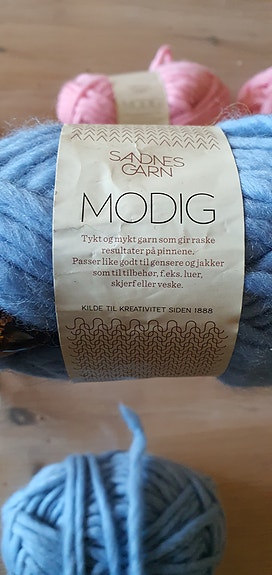 MODIG
SANDNES
GARN
MODIG
Tykt og mykt garn som gir raske
resultater på pinnene.
Passer like godt til gensere og jakker
som til tilbehør, f.eks. luer,
skjerf eller veske.
KILDE TIL KREATIVITET SIDEN 1888